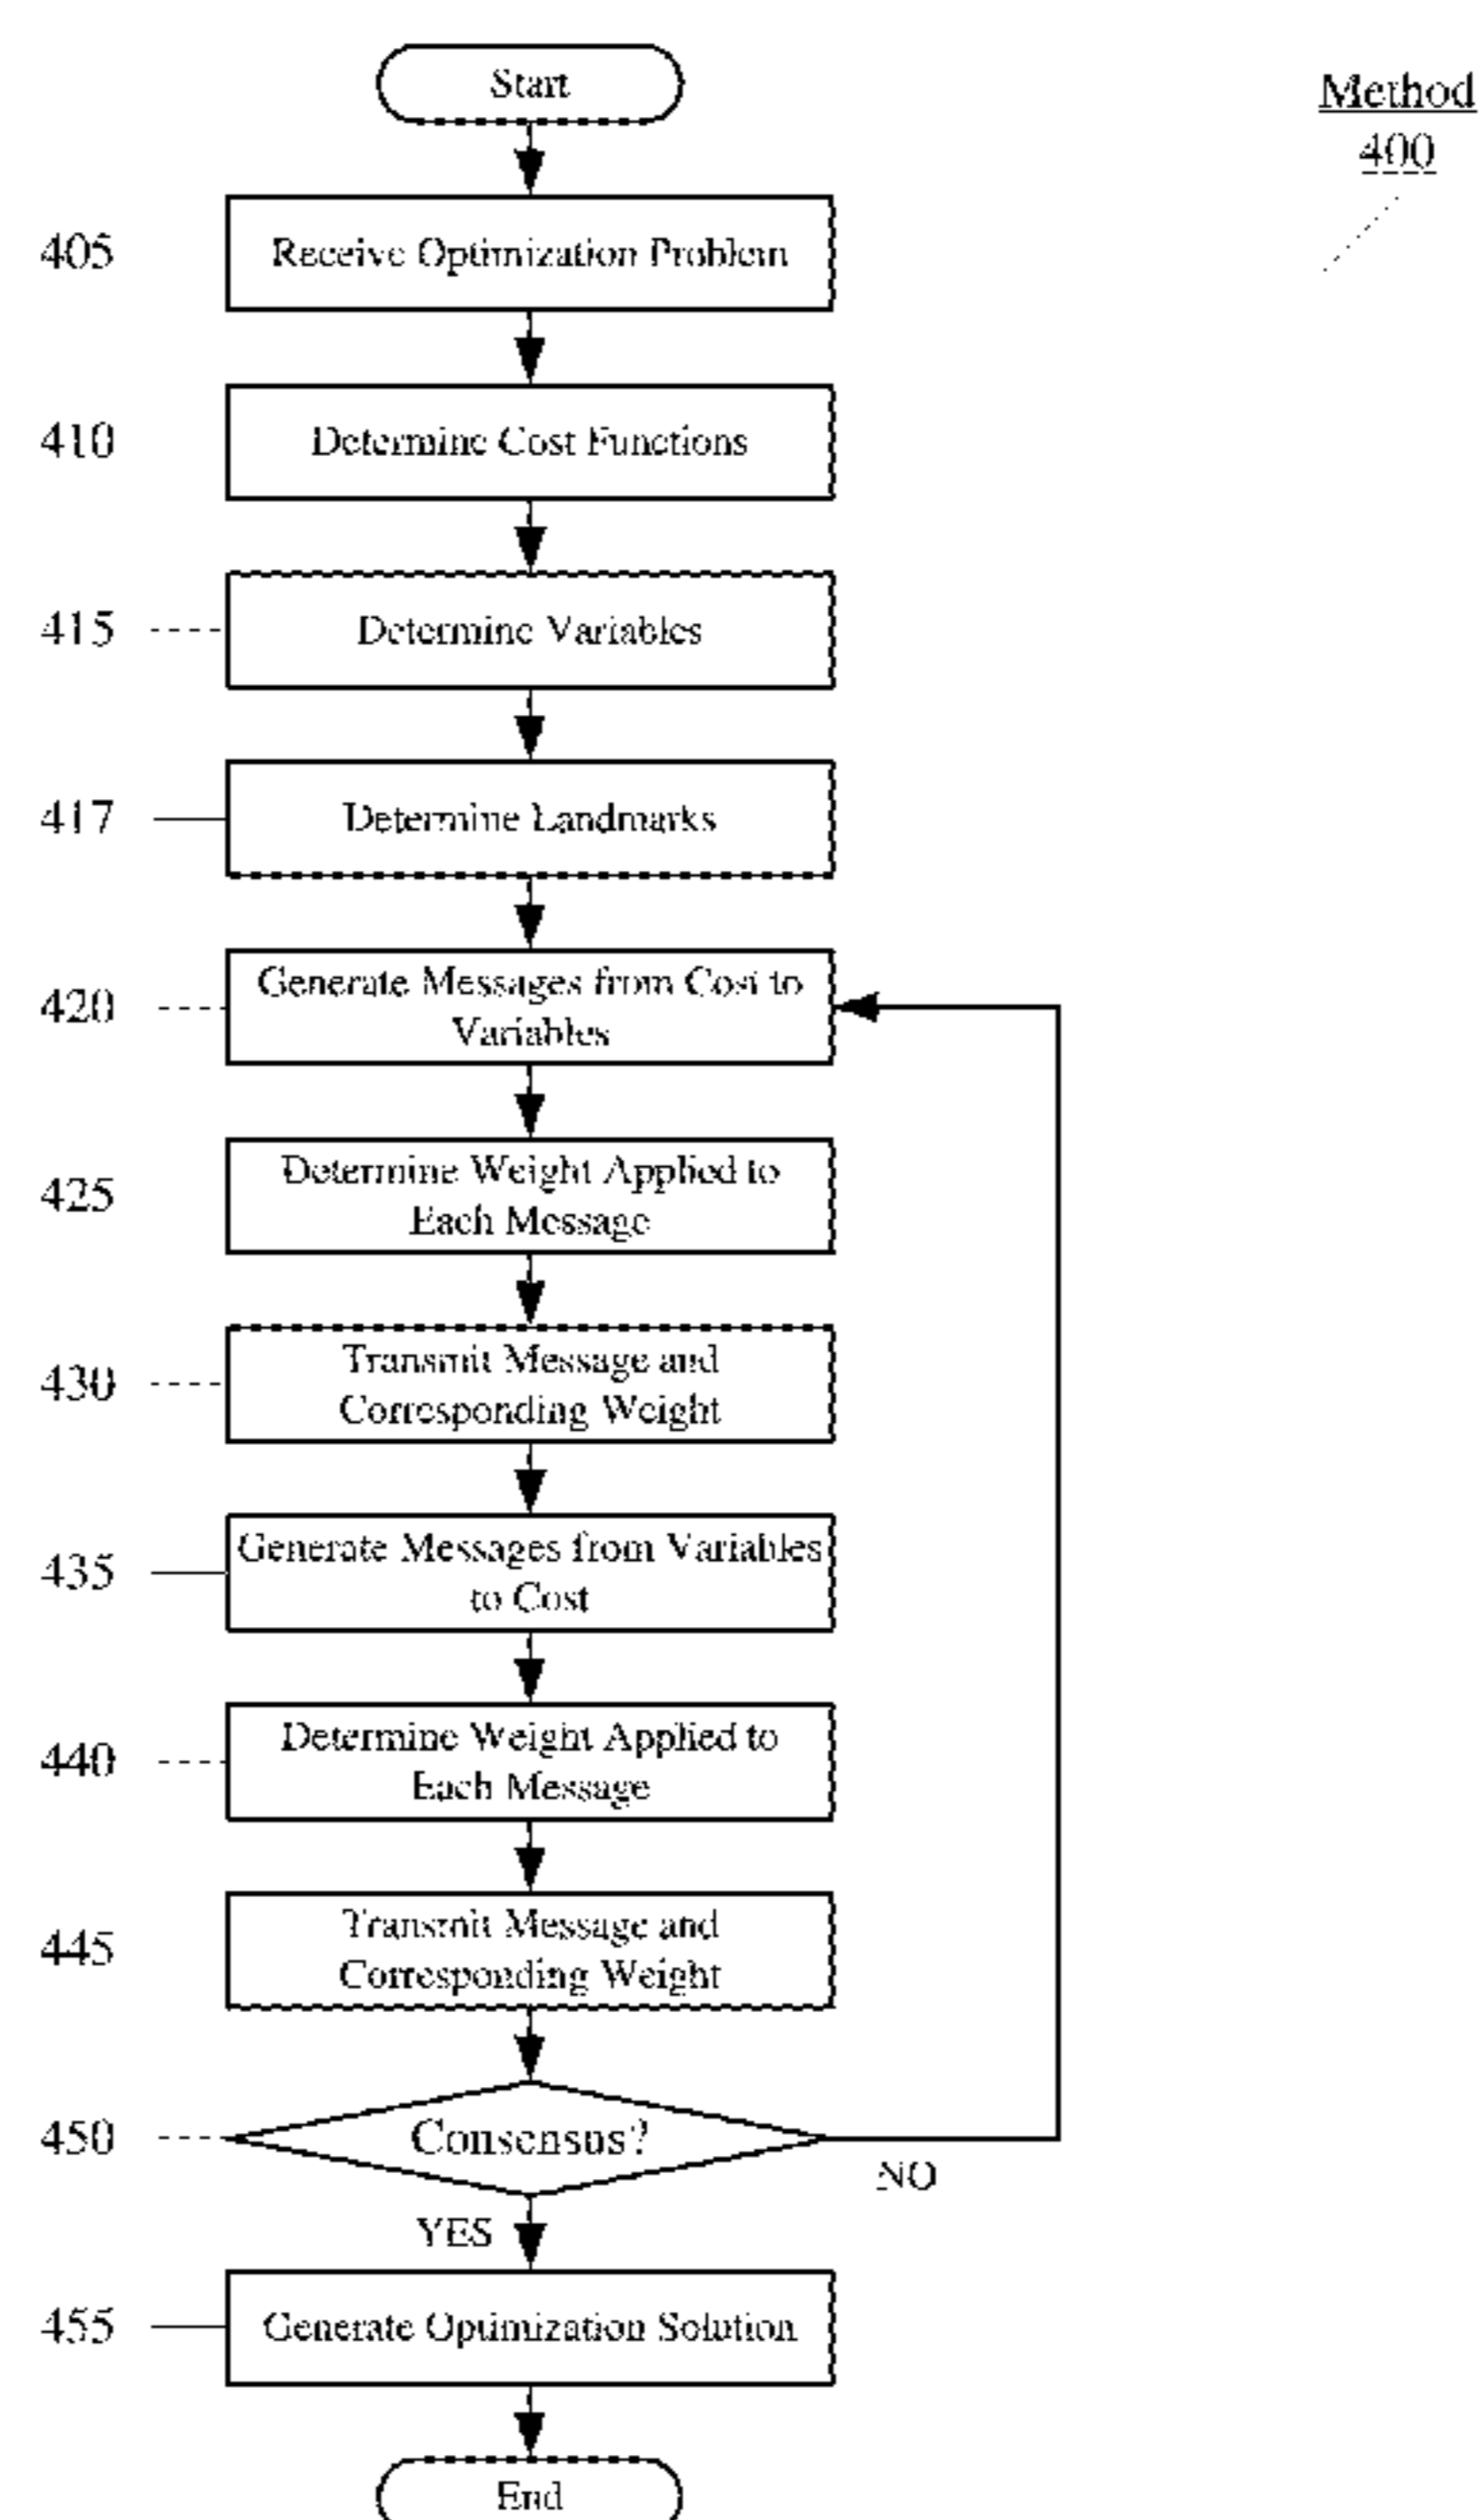 Start
Method
400
405
Receive Optimization Problem
410
Determine Cost Functions
415
Determine Variables
417
Determine Landmarks
420
Generate Messages from Cost to
Variables
425
Determine Weight Applied to
Each Message
430
Transmit Message and
Corresponding Weight
435
Generate Messages from Variables
to Cost
440
Determine Weight Applied to
Each Message
445
Transmit Message and
Corresponding Weight
450
Consensus?
NO
YES
455
Generate Optimization Solution
End